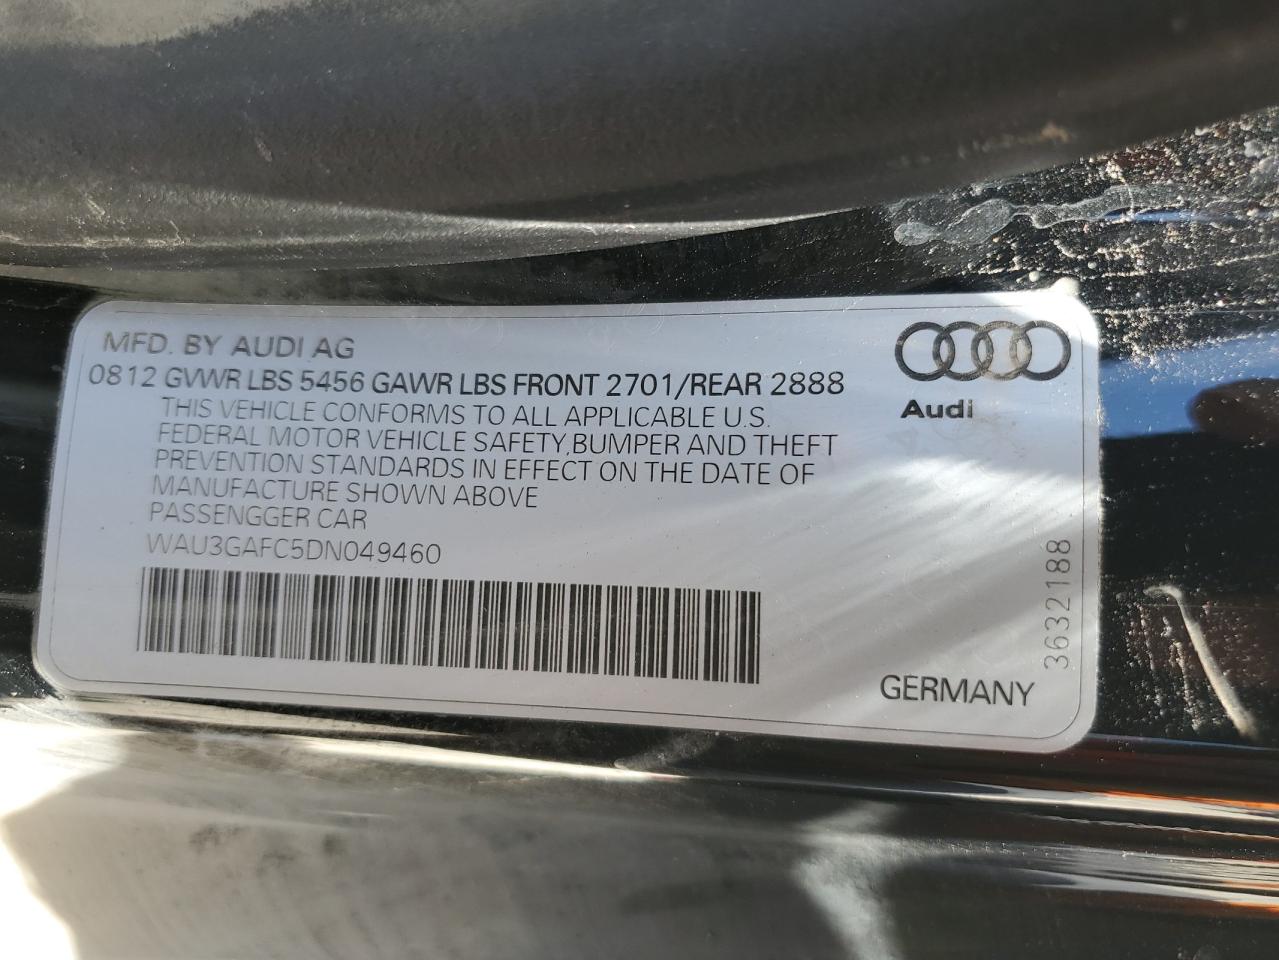 MFD. BY AUDI AG
0812 GVWR LBS 5456 GAWR LBS FRONT 2701/REAR 2888
THIS VEHICLE CONFORMS TO ALL APPLICABLE U.S.
FEDERAL MOTOR VEHICLE SAFETY,BUMPER AND THEFT
PREVENTION STANDARDS IN EFFECT ON THE DATE OF
MANUFACTURE SHOWN ABOVE
PASSENGGER CAR
WAU3GAFC5DN049460
Audi
3632188
GERMANY